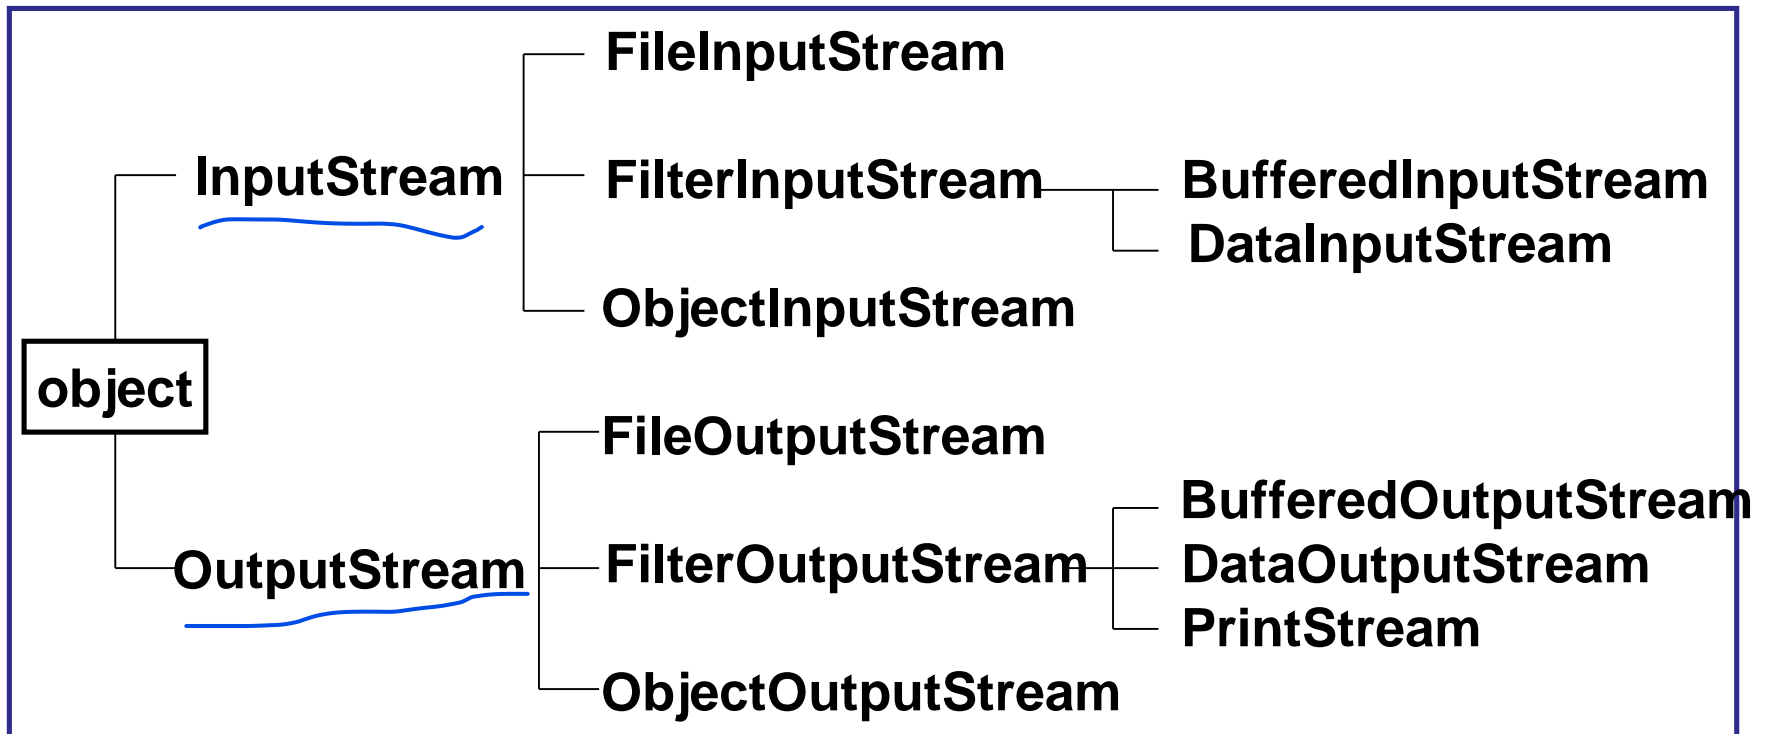 FileInputStream
InputStream
FilterInputStream
BufferedInputStream
DataInputStream
ObjectInputStream
object
FileOutputStream
OutputStream
FilterOutputStream
BufferedOutputStream
DataOutputStream
PrintStream
ObjectOutputStream